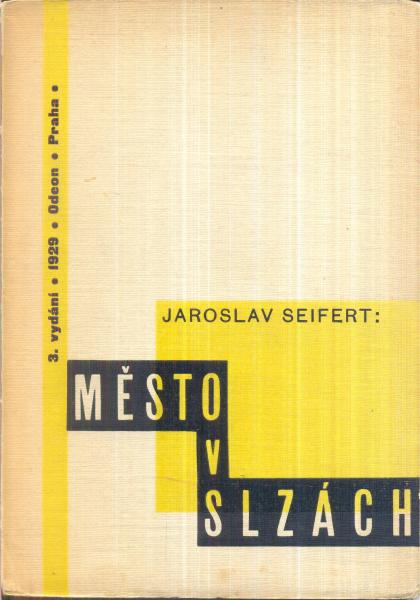 3. vydání • 1929 • Odeon • Praha •
JAROSLAV SEIFERT:
MĚSTO
V
SLZÁCH